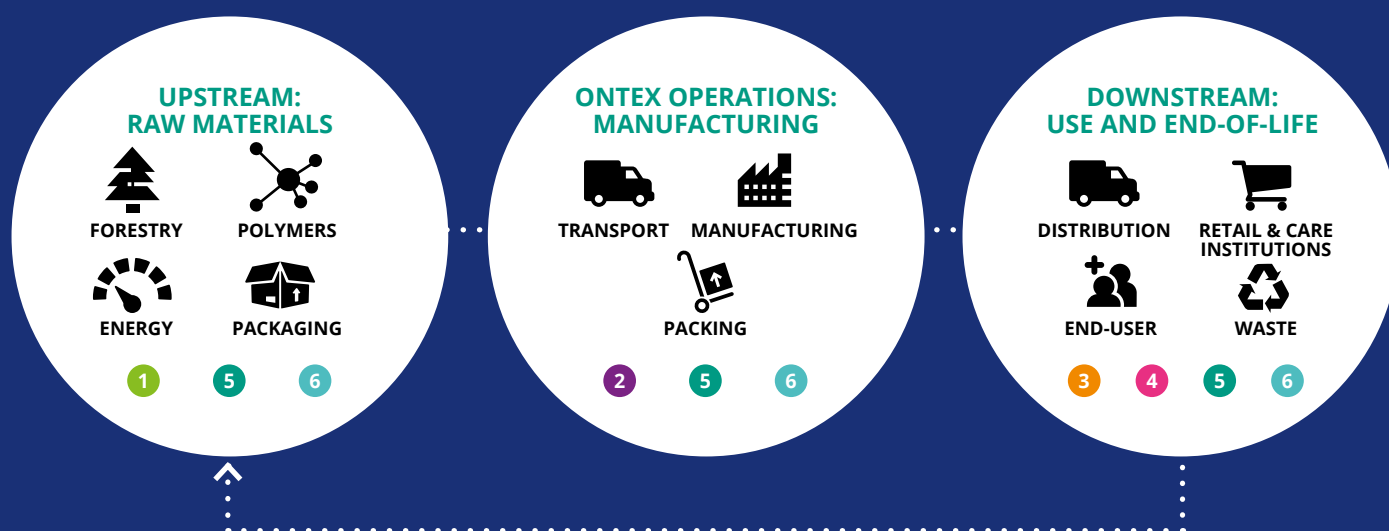 UPSTREAM:
RAW MATERIALS
FORESTRY
POLYMERS
ENERGY
PACKAGING
1
5
6
ONTEX OPERATIONS:
MANUFACTURING
TRANSPORT
MANUFACTURING
PACKING
2
5
6
DOWNSTREAM:
USE AND END-OF-LIFE
DISTRIBUTION
RETAIL & CARE
INSTITUTIONS
END-USER
WASTE
3
4
5
6